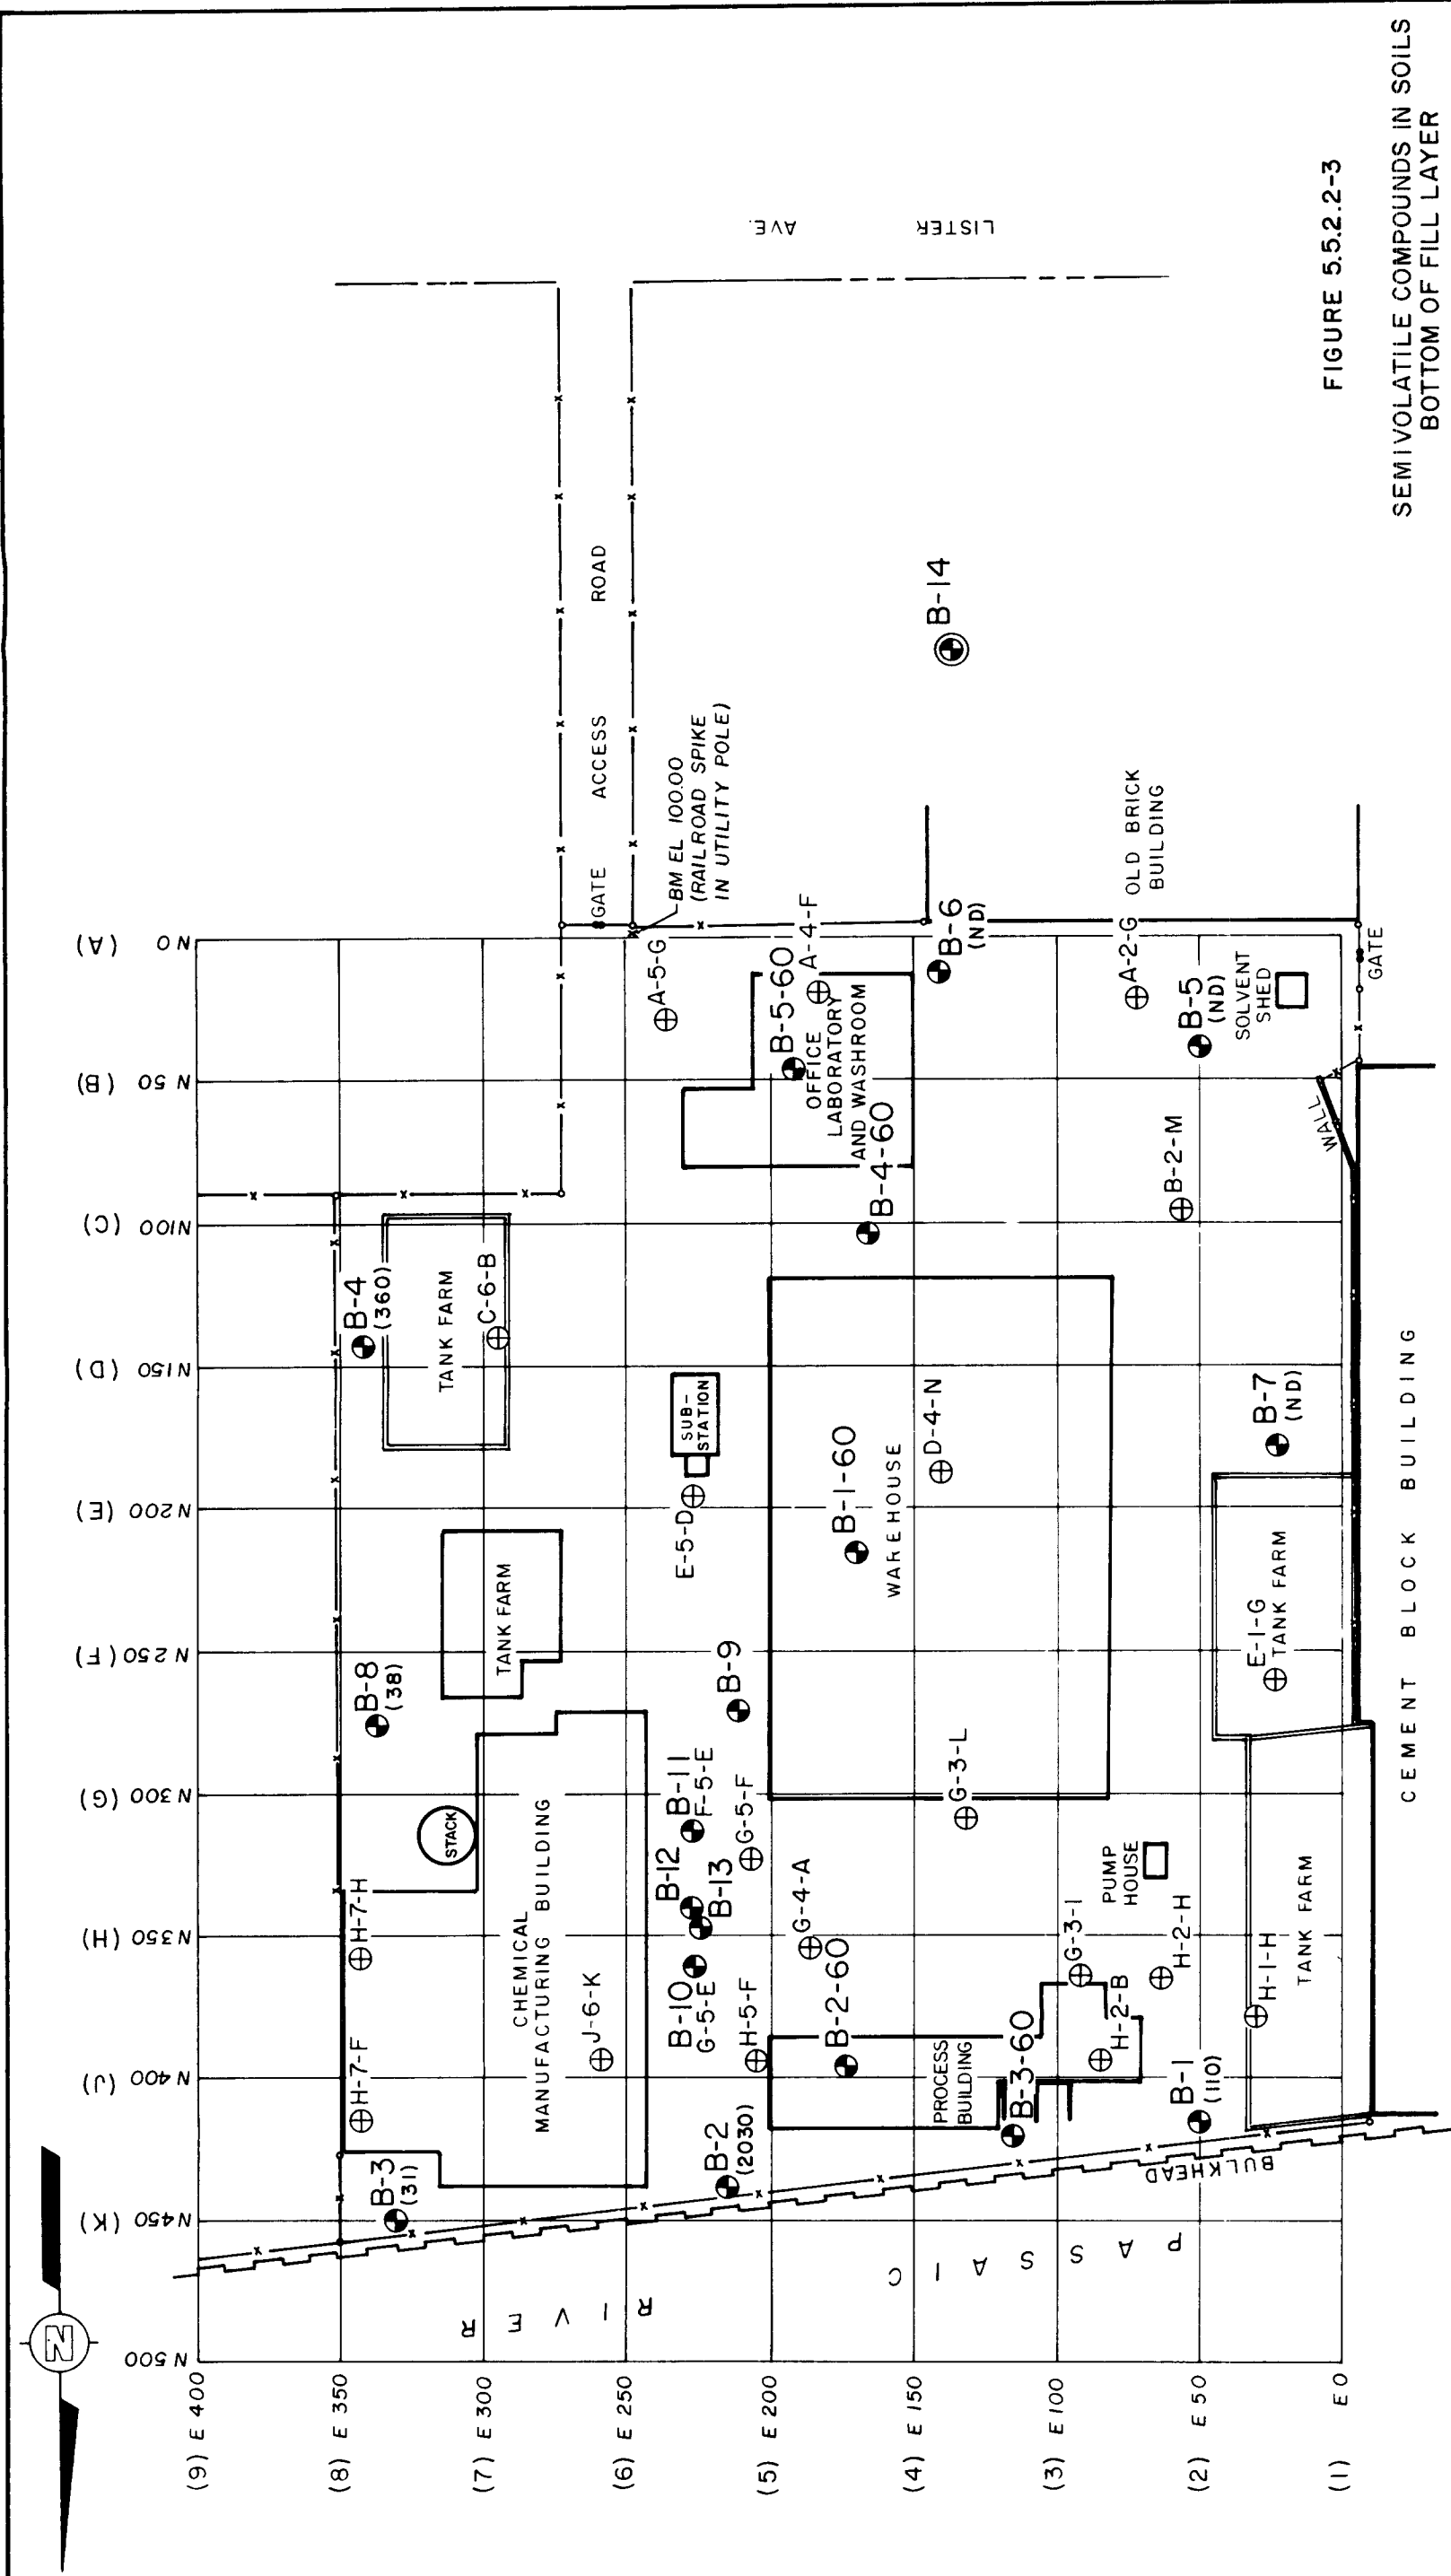 FIGURE 5.5.2.2-3
SEMIVOLATILE COMPOUNDS IN SOILS
BOTTOM OF FILL LAYER
N
(9) E 400
(8) E 350
(7) E 300
(6) E 250
(5) E 200
(4) E 150
(3) E 100
(2) E 50
(1) E 0
N 500
N 450 (K)
N 400 (J)
N 350 (H)
N 300 (G)
N 250 (F)
N 200 (E)
N 150 (D)
N 100 (C)
N 50 (B)
N 0 (A)
RIVER
PASSAIC
BULKHEAD
B-3
(31)
H-7-F
H-7-H
STACK
CHEMICAL
MANUFACTURING BUILDING
J-6-K
B-8
(38)
TANK FARM
B-4
(360)
TANK FARM
C-6-B
GATE
ACCESS ROAD
LISTER AVE.
BM EL 100.00
(RAILROAD SPIKE
IN UTILITY POLE)
A-5-G
SUB-
STATION
E-5-D
B-9
B-11
F-5-E
B-12
B-13
B-10
G-5-E
G-5-F
H-5-F
B-2
(2030)
G-4-A
B-2-60
PROCESS
BUILDING
B-3-60
H-2-B
G-3-I
H-2-H
PUMP
HOUSE
G-3-L
B-1-60
WAREHOUSE
D-4-N
B-4-60
B-5-60
OFFICE
LABORATORY
AND WASHROOM
A-4-F
B-6
(ND)
B-14
OLD BRICK
BUILDING
A-2-G
B-5
(ND)
SOLVENT
SHED
GATE
WALL
B-2-M
B-7
(ND)
E-1-G
TANK FARM
B-1
(110)
H-1-H
TANK FARM
CEMENT BLOCK BUILDING